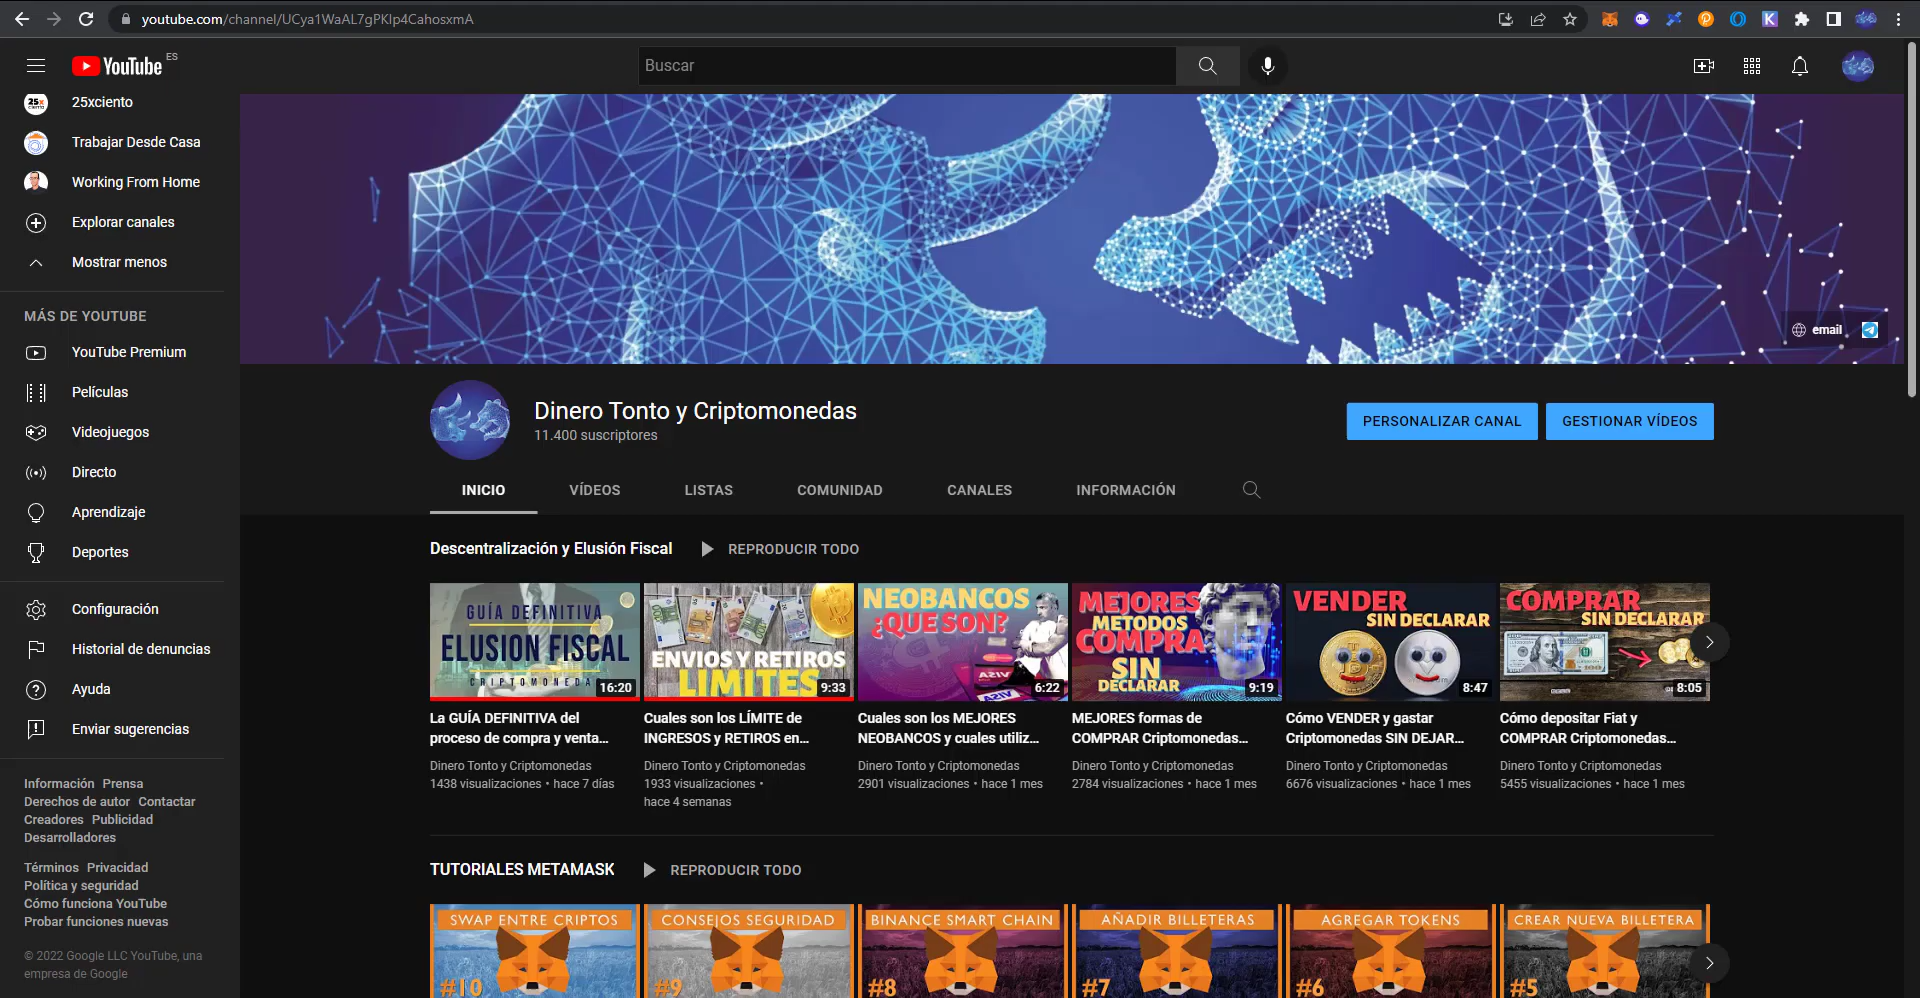 youtube.com/channel/UCya1WaAL7gPKlp4CahosxmA
YouTube ES
Buscar
25xciento
Trabajar Desde Casa
Working From Home
Explorar canales
Mostrar menos
MÁS DE YOUTUBE
YouTube Premium
Películas
Videojuegos
Directo
Aprendizaje
Deportes
Configuración
Historial de denuncias
Ayuda
Enviar sugerencias
Información Prensa
Derechos de autor Contactar
Creadores Publicidad
Desarrolladores
Términos Privacidad
Política y seguridad
Cómo funciona YouTube
Probar funciones nuevas
© 2022 Google LLC YouTube, una
empresa de Google
email
Dinero Tonto y Criptomonedas
11.400 suscriptores
PERSONALIZAR CANAL
GESTIONAR VÍDEOS
INICIO VÍDEOS LISTAS COMUNIDAD CANALES INFORMACIÓN
Descentralización y Elusión Fiscal
REPRODUCIR TODO
GUÍA DEFINITIVA
ELUSION FISCAL
CRIPTOMONEDA
16:20
La GUÍA DEFINITIVA del
proceso de compra y venta...
Dinero Tonto y Criptomonedas
1438 visualizaciones • hace 7 días
ENVIOS Y RETIROS
LIMITES
9:33
Cuales son los LÍMITE de
INGRESOS y RETIROS en...
Dinero Tonto y Criptomonedas
1933 visualizaciones •
hace 4 semanas
NEOBANCOS
¿QUE SON?
VISA
6:22
Cuales son los MEJORES
NEOBANCOS y cuales utiliz...
Dinero Tonto y Criptomonedas
2901 visualizaciones • hace 1 mes
MEJORES
METODOS
COMPRA
SIN
DECLARAR
9:19
MEJORES formas de
COMPRAR Criptomonedas...
Dinero Tonto y Criptomonedas
2784 visualizaciones • hace 1 mes
VENDER
SIN DECLARAR
8:47
Cómo VENDER y gastar
Criptomonedas SIN DEJAR...
Dinero Tonto y Criptomonedas
6676 visualizaciones • hace 1 mes
COMPRAR
SIN DECLARAR
8:05
Cómo depositar Fiat y
COMPRAR Criptomonedas...
Dinero Tonto y Criptomonedas
5455 visualizaciones • hace 1 mes
TUTORIALES METAMASK
REPRODUCIR TODO
SWAP ENTRE CRIPTOS
#10
CONSEJOS SEGURIDAD
#9
BINANCE SMART CHAIN
#8
AÑADIR BILLETERAS
#7
AGREGAR TOKENS
#6
CREAR NUEVA BILLETERA
#5